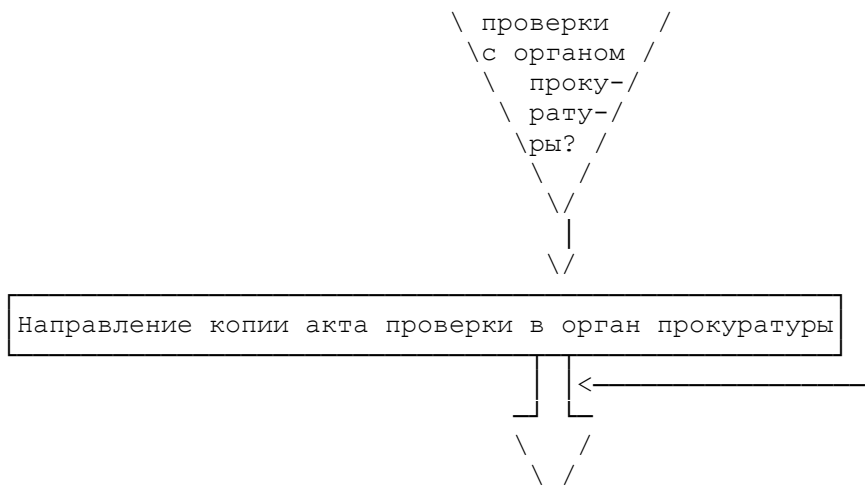 проверки
с органом
проку-
рату-
ры?
Направление копии акта проверки в орган прокуратуры